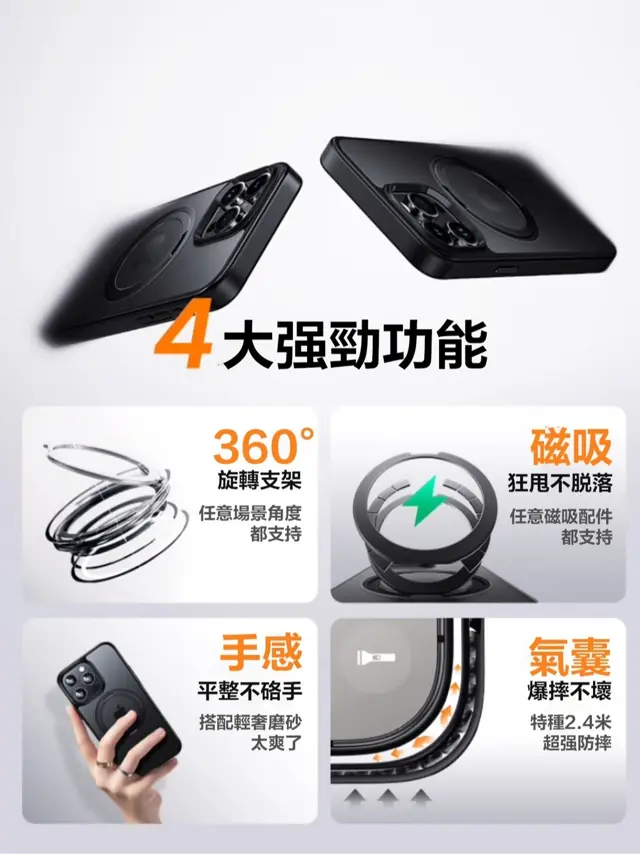 4大强勁功能
360°
旋轉支架
任意場景角度
都支持
磁吸
狂甩不脱落
任意磁吸配件
都支持
手感
平整不硌手
搭配輕奢磨砂
太爽了
氣囊
爆摔不壞
特種2.4米
超强防摔